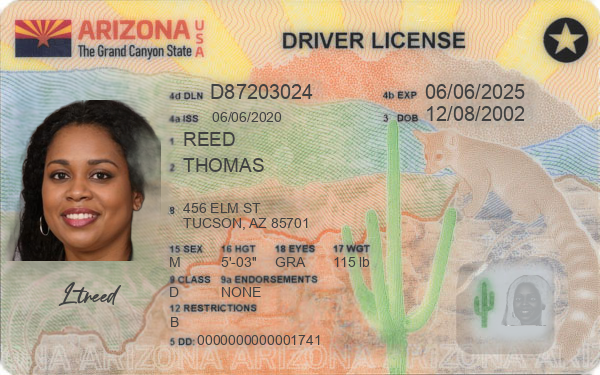 ARIZONA USA
The Grand Canyon State
DRIVER LICENSE
4d DLN D87203024
4b EXP 06/06/2025
4a ISS 06/06/2020
3 DOB 12/08/2002
1 REED
2 THOMAS
8 456 ELM ST
TUCSON, AZ 85701
15 SEX 16 HGT 18 EYES 17 WGT
M 5'-03" GRA 115 lb
9 CLASS 9a ENDORSEMENTS
D NONE
12 RESTRICTIONS
B
5 DD: 0000000000001741
Ltreed
ONA ARIZONA ARIZONA ARIZONA ARIZONA ARIZ